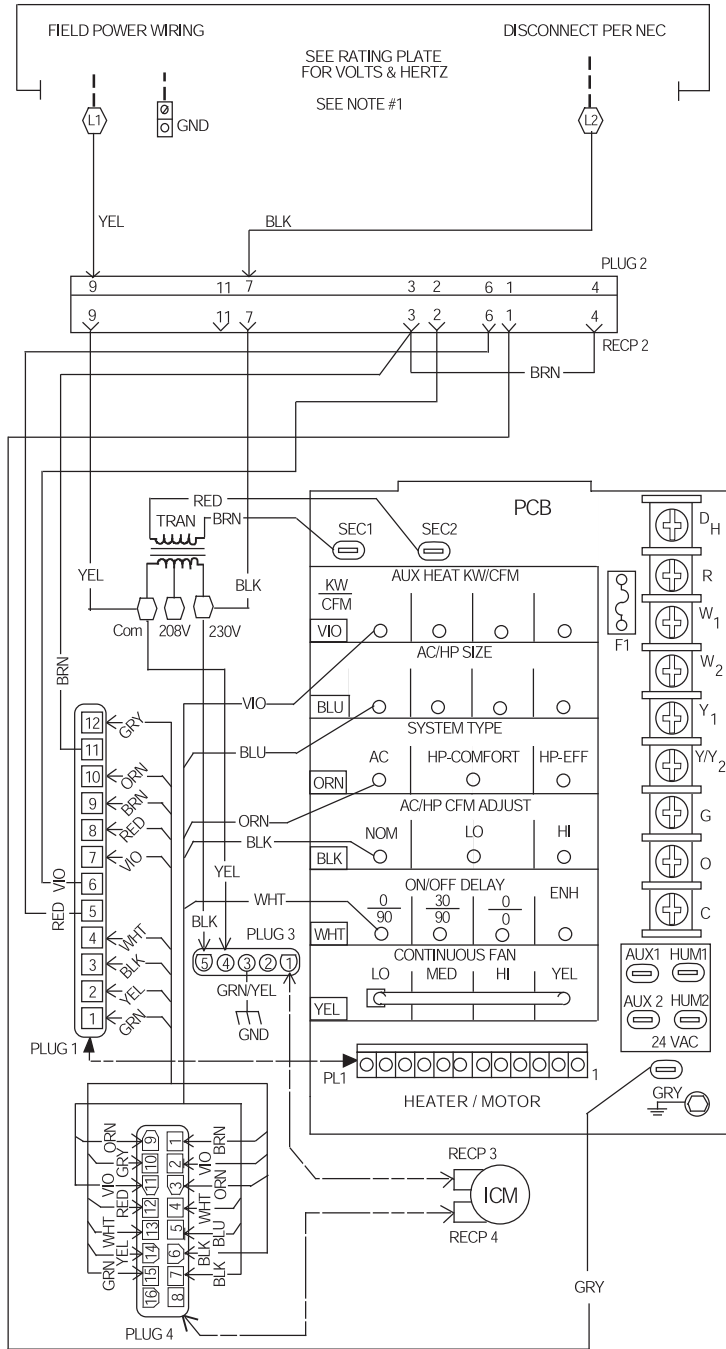 FIELD POWER WIRING
DISCONNECT PER NEC
SEE RATING PLATE
FOR VOLTS & HERTZ
SEE NOTE #1
L1
GND
L2
YEL
BLK
PLUG 2
9 11 7 3 2 6 1 4
9 11 7 3 2 6 1 4
RECP 2
BRN
RED
TRAN
BRN
SEC1
SEC2
PCB
DH
R
W1
W2
Y1
Y/Y2
G
O
C
F1
YEL
BLK
Com 208V 230V
AUX HEAT KW/CFM
KW
CFM
VIO
AC/HP SIZE
BLU
SYSTEM TYPE
AC HP-COMFORT HP-EFF
ORN
AC/HP CFM ADJUST
NOM LO HI
BLK
ON/OFF DELAY
0
90
30
90
0
0
ENH
WHT
CONTINUOUS FAN
LO MED HI YEL
YEL
BRN
VIO
BLU
ORN
BLK
WHT
YEL
BLK
12 GRY
11
10 ORN
9 BRN
8 RED
7 VIO
6 VIO
5 RED
4 WHT
3 BLK
2 YEL
1 GRN
PLUG 1
PLUG 3
5 4 3 2 1
GRN/YEL
GND
AUX1 HUM1
AUX 2 HUM2
24 VAC
GRY
PL1
1
HEATER / MOTOR
RECP 3
ICM
RECP 4
GRY
ORN 9 1 BRN
GRY 10 2 VIO
VIO 11 3 ORN
RED 12 4 WHT
WHT 13 5 BLU
YEL 14 6 BLK
GRN 15 7 BLK
16 8
PLUG 4